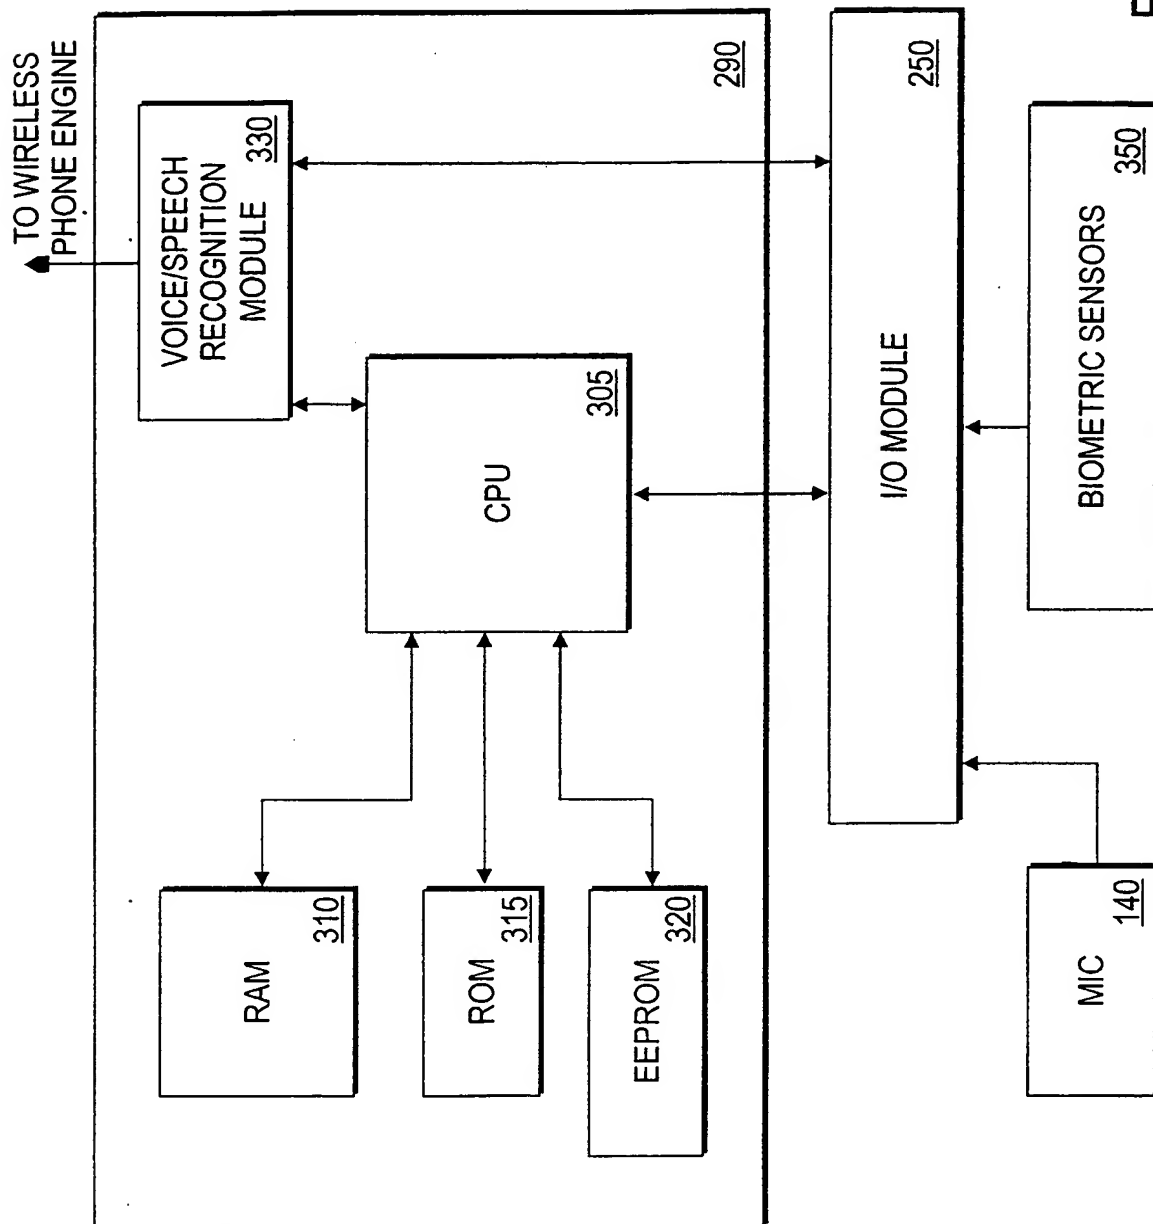 TO WIRELESS
PHONE ENGINE
VOICE/SPEECH
RECOGNITION
MODULE
330
290
CPU
305
RAM
310
ROM
315
EEPROM
320
I/O MODULE
250
BIOMETRIC SENSORS
350
MIC
140